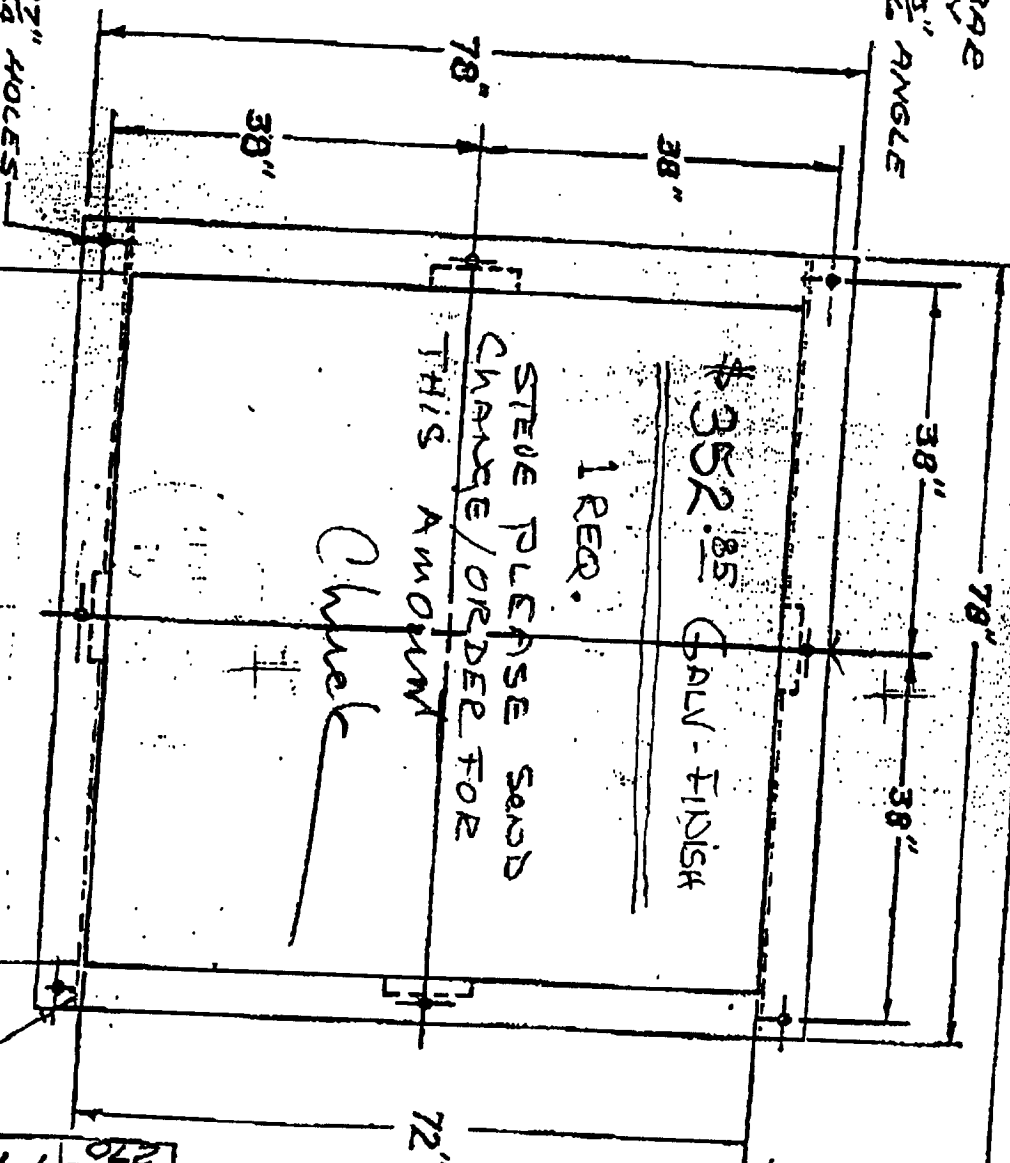 ANGLE
HOLES
78"
38"
38"
78"
38"
38"
72"
$352.85 GALV-FINISH
1 REQ.
STEVE PLEASE SEND
CHANGE/ORDER FOR
THIS AMOUNT
Chuck